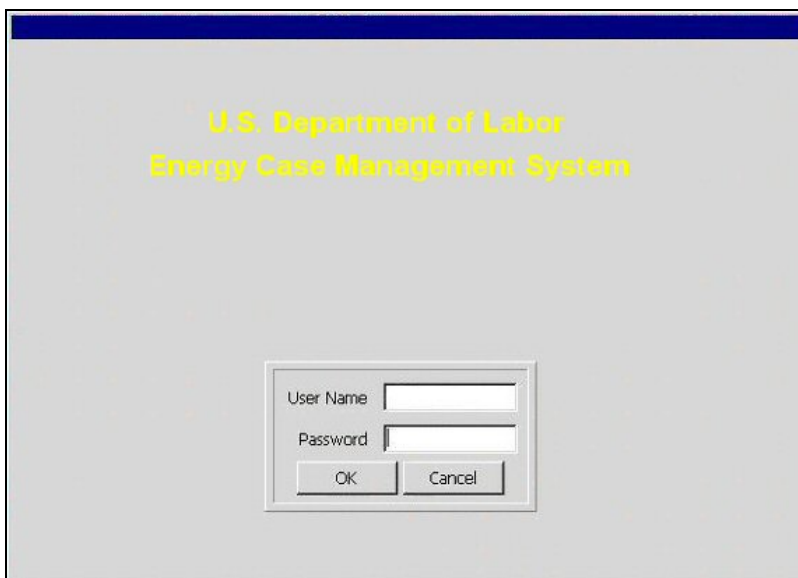 U.S. Department of Labor
Energy Case Management System
User Name
Password
OK Cancel